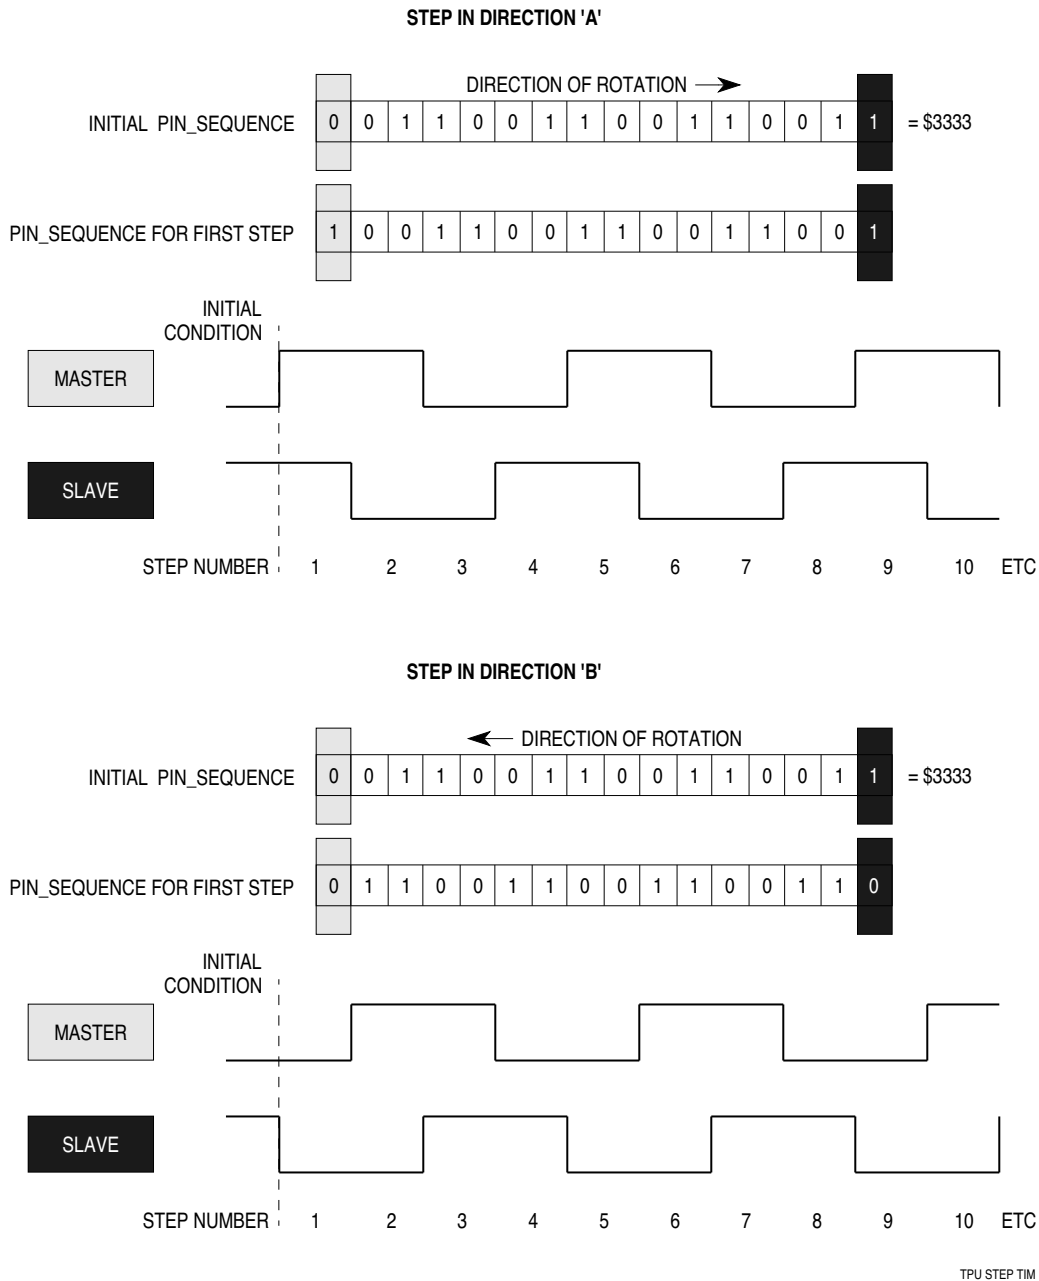 STEP IN DIRECTION 'A'
DIRECTION OF ROTATION
INITIAL PIN_SEQUENCE 0 0 1 1 0 0 1 1 0 0 1 1 0 0 1 1 = $3333
PIN_SEQUENCE FOR FIRST STEP 1 0 0 1 1 0 0 1 1 0 0 1 1 0 0 1
INITIAL
CONDITION
MASTER
SLAVE
STEP NUMBER 1 2 3 4 5 6 7 8 9 10 ETC
STEP IN DIRECTION 'B'
DIRECTION OF ROTATION
INITIAL PIN_SEQUENCE 0 0 1 1 0 0 1 1 0 0 1 1 0 0 1 1 = $3333
PIN_SEQUENCE FOR FIRST STEP 0 1 1 0 0 1 1 0 0 1 1 0 0 1 1 0
INITIAL
CONDITION
MASTER
SLAVE
STEP NUMBER 1 2 3 4 5 6 7 8 9 10 ETC
TPU STEP TIM